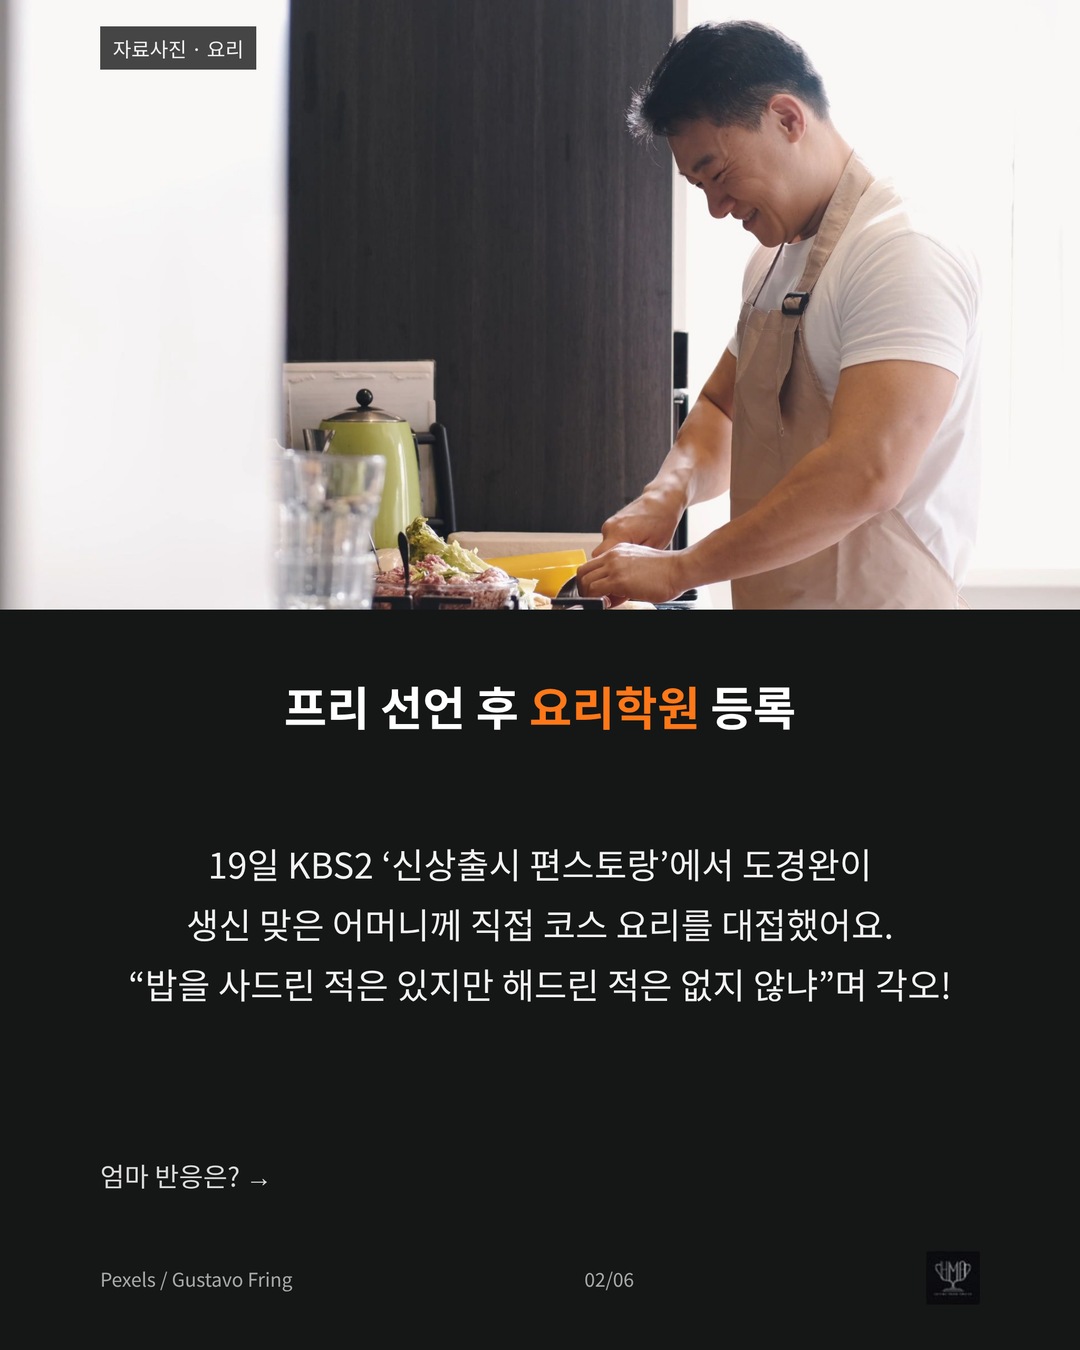 자료사진 · 요리
프리 선언 후 요리학원 등록
19일 KBS2 ‘신상출시 편스토랑’에서 도경완이
생신 맞은 어머니께 직접 코스 요리를 대접했어요.
“밥을 사드린 적은 있지만 해드린 적은 없지 않냐”며 각오!
엄마 반응은? →
Pexels / Gustavo Fring
02/06